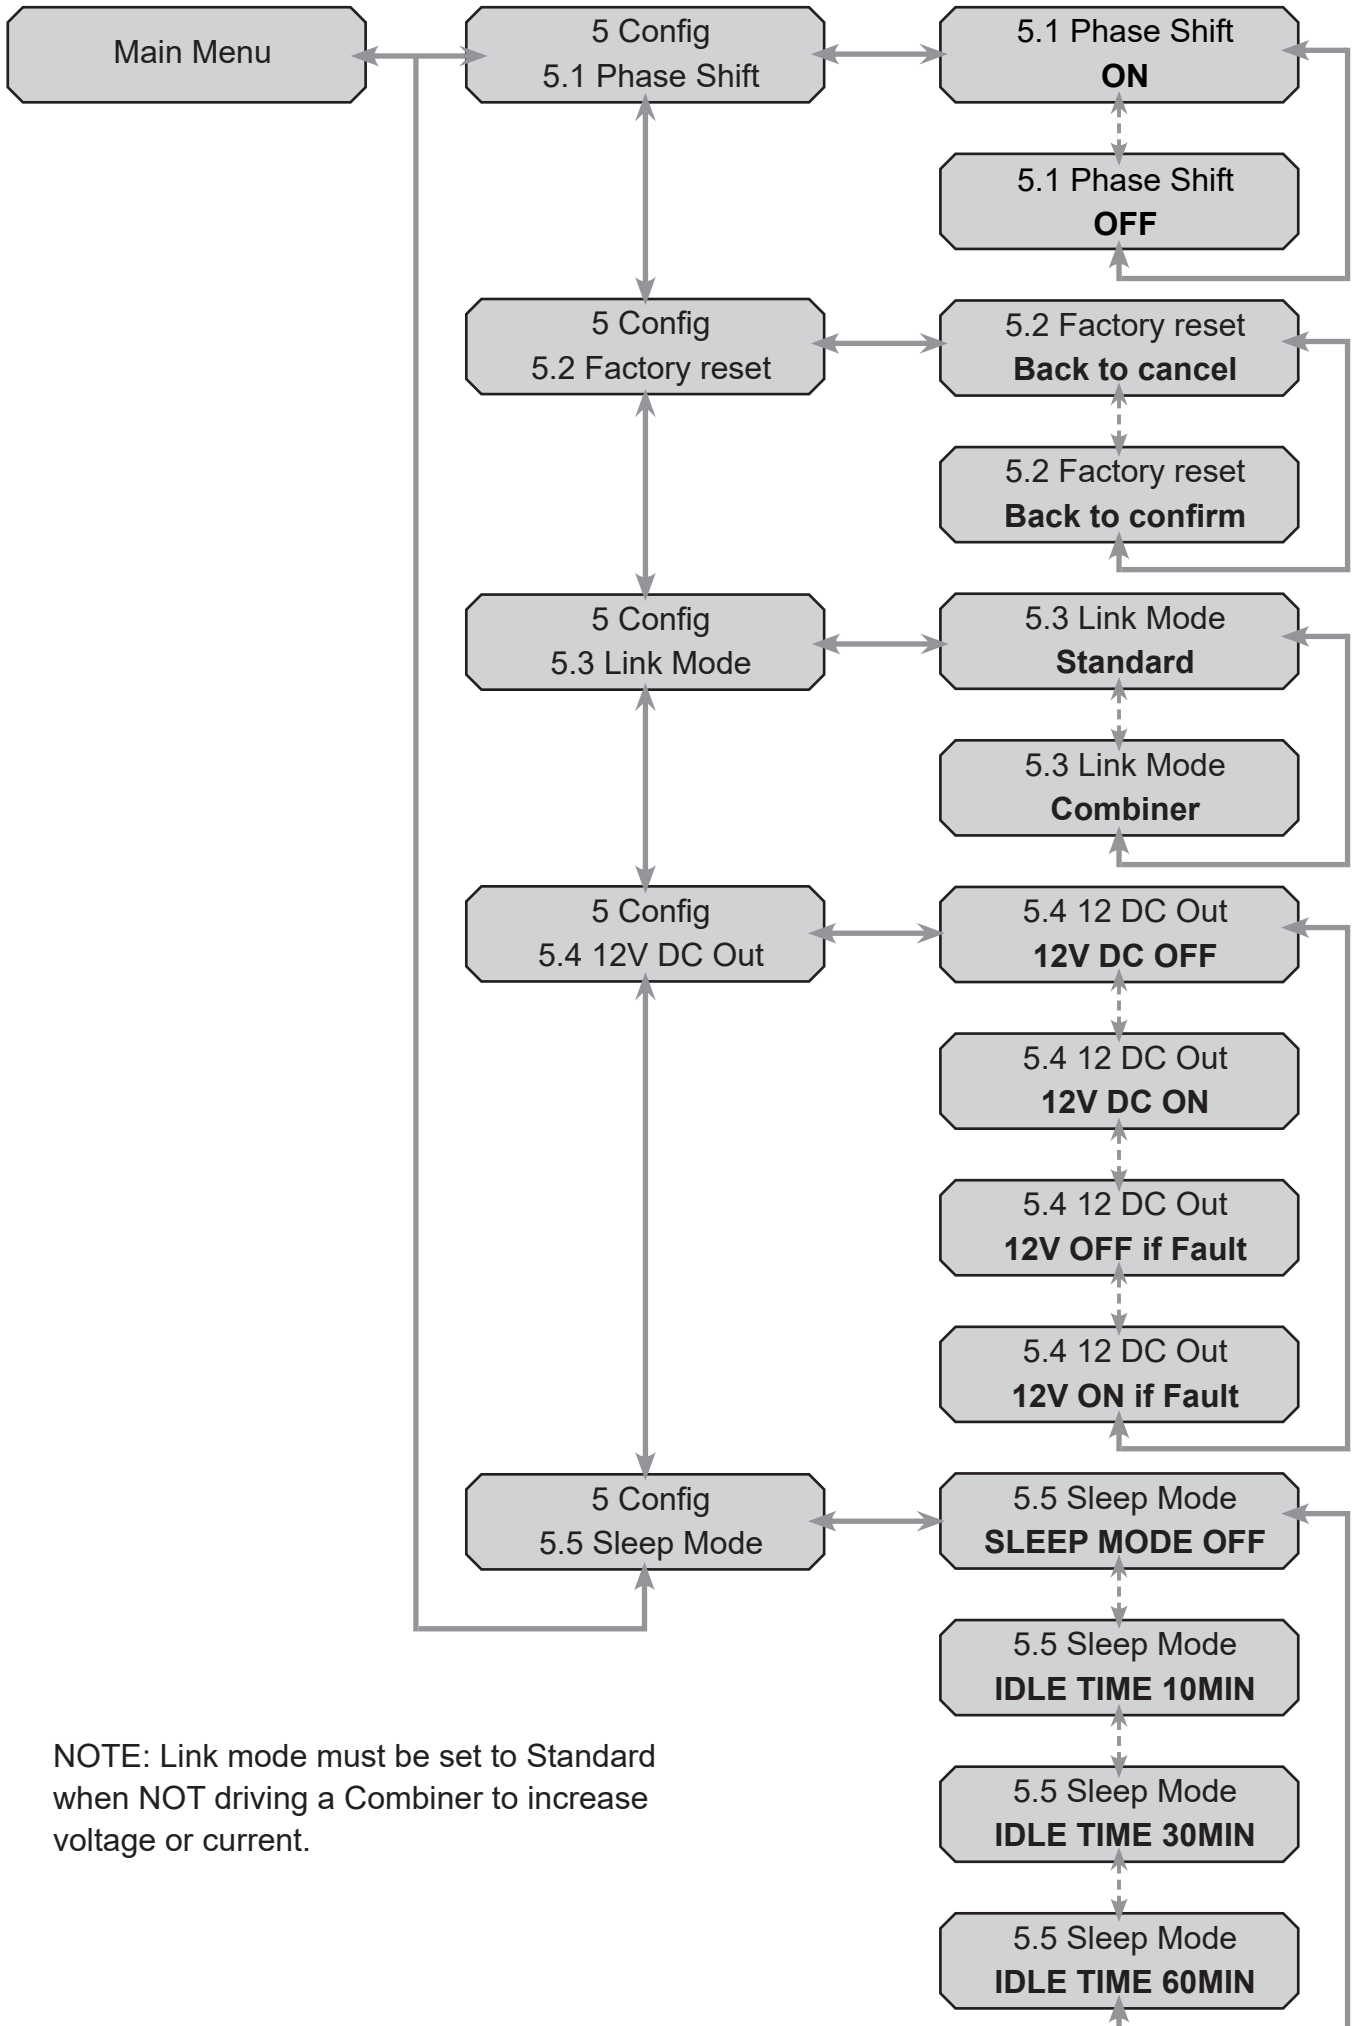 Main Menu
5 Config
5.1 Phase Shift
5.1 Phase Shift
ON
5.1 Phase Shift
OFF
5 Config
5.2 Factory reset
5.2 Factory reset
Back to cancel
5.2 Factory reset
Back to confirm
5 Config
5.3 Link Mode
5.3 Link Mode
Standard
5.3 Link Mode
Combiner
5 Config
5.4 12V DC Out
5.4 12 DC Out
12V DC OFF
5.4 12 DC Out
12V DC ON
5.4 12 DC Out
12V OFF if Fault
5.4 12 DC Out
12V ON if Fault
5 Config
5.5 Sleep Mode
5.5 Sleep Mode
SLEEP MODE OFF
5.5 Sleep Mode
IDLE TIME 10MIN
5.5 Sleep Mode
IDLE TIME 30MIN
5.5 Sleep Mode
IDLE TIME 60MIN
NOTE: Link mode must be set to Standard
when NOT driving a Combiner to increase
voltage or current.